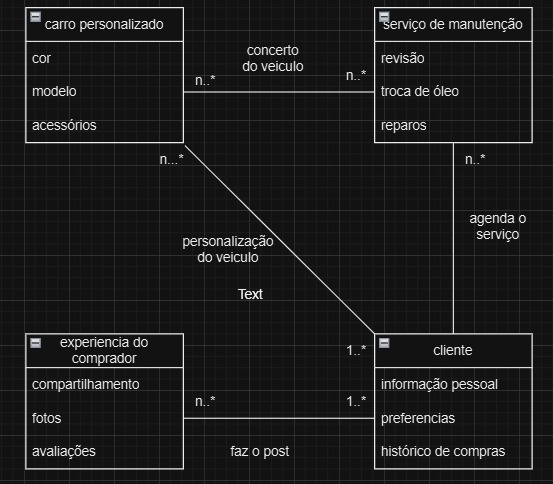 carro personalizado
cor
modelo
acessórios
concerto
do veiculo
n..*
n..*
serviço de manutenção
revisão
troca de óleo
reparos
n...*
n..*
agenda o
serviço
personalização
do veiculo
Text
1..*
experiencia do
comprador
compartilhamento
fotos
avaliações
n..*
1..*
faz o post
cliente
informação pessoal
preferencias
histórico de compras